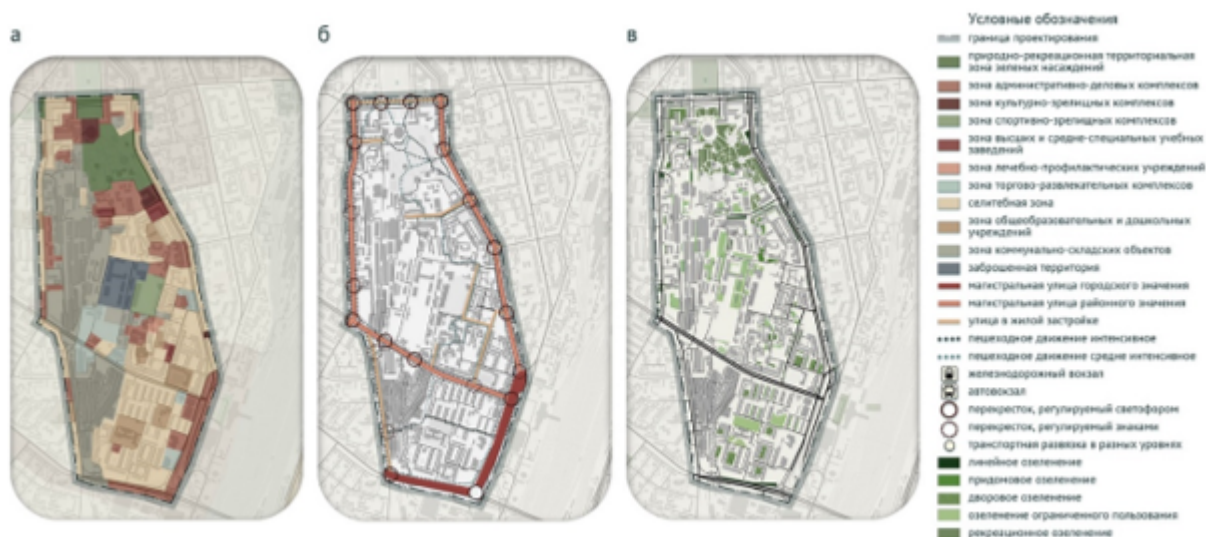 а
б
в
Условные обозначения
граница проектирования
природно-рекреационная территориальная
зона зеленых насаждений
зона административно-деловых комплексов
зона культурно-зрелищных комплексов
зона спортивно-зрелищных комплексов
зона высших и средне-специальных учебных
заведений
зона лечебно-профилактических учреждений
зона торгово-развлекательных комплексов
селитебная зона
зона общеобразовательных и дошкольных
учреждений
зона коммунально-складских объектов
заброшенная территория
магистральная улица городского значения
магистральная улица районного значения
улица в жилой застройке
пешеходное движение интенсивное
пешеходное движение средне интенсивное
железнодорожный вокзал
автовокзал
перекресток, регулируемый светофором
перекресток, регулируемый знаками
транспортная развязка в разных уровнях
линейное озеленение
придомовое озеленение
дворовое озеленение
озеленение ограниченного пользования
рекреационное озеленение